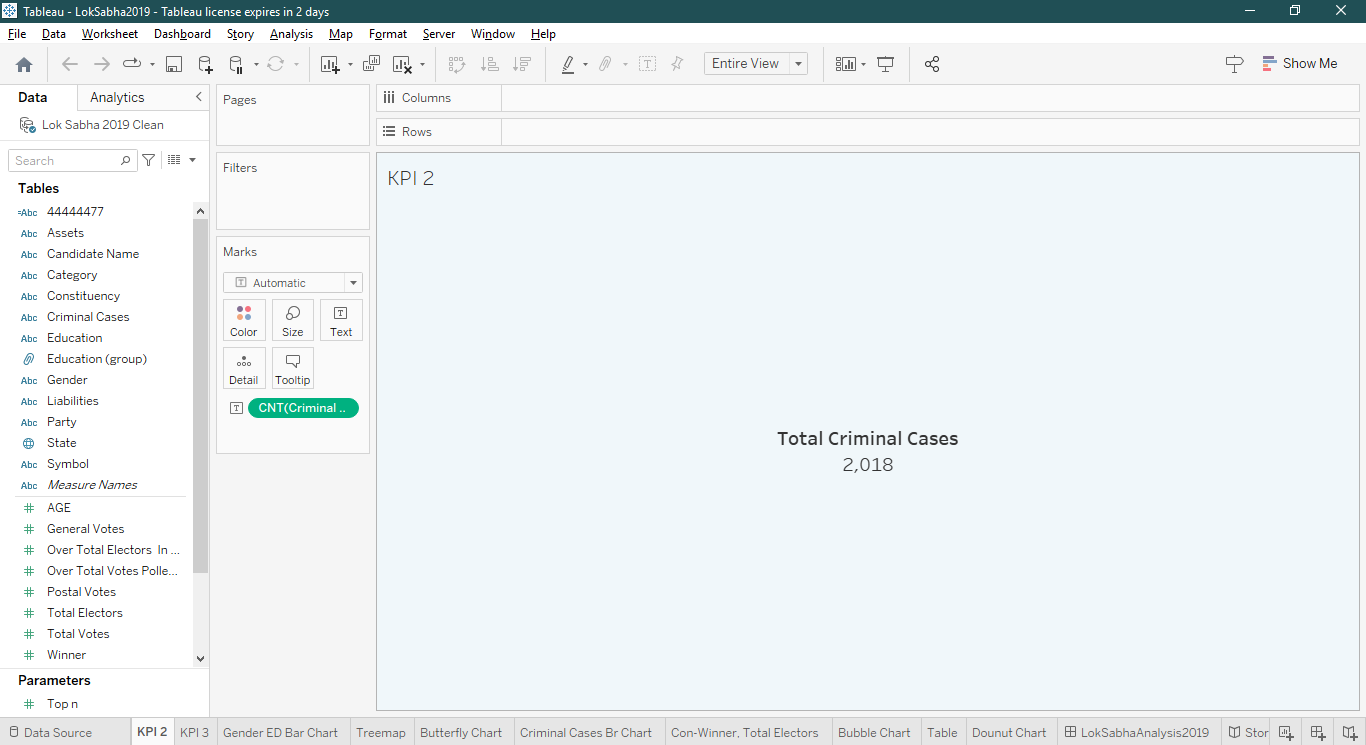 Tableau - LokSabha2019 - Tableau license expires in 2 days
File Data Worksheet Dashboard Story Analysis Map Format Server Window Help
Entire View
Show Me
Data Analytics
Lok Sabha 2019 Clean
Search
Tables
=Abc 44444477
Abc Assets
Abc Candidate Name
Abc Category
Abc Constituency
Abc Criminal Cases
Abc Education
Education (group)
Abc Gender
Abc Liabilities
Abc Party
State
Abc Symbol
Abc Measure Names
# AGE
# General Votes
# Over Total Electors In ...
# Over Total Votes Polle...
# Postal Votes
# Total Electors
# Total Votes
# Winner
Parameters
# Top n
Pages
Filters
Marks
T Automatic
Color Size T Text
Detail Tooltip
T CNT(Criminal ..
Columns
Rows
KPI 2
Total Criminal Cases
2,018
Data Source KPI 2 KPI 3 Gender ED Bar Chart Treemap Butterfly Chart Criminal Cases Br Chart Con-Winner, Total Electors Bubble Chart Table Dounut Chart LokSabhaAnalysis2019 Stor